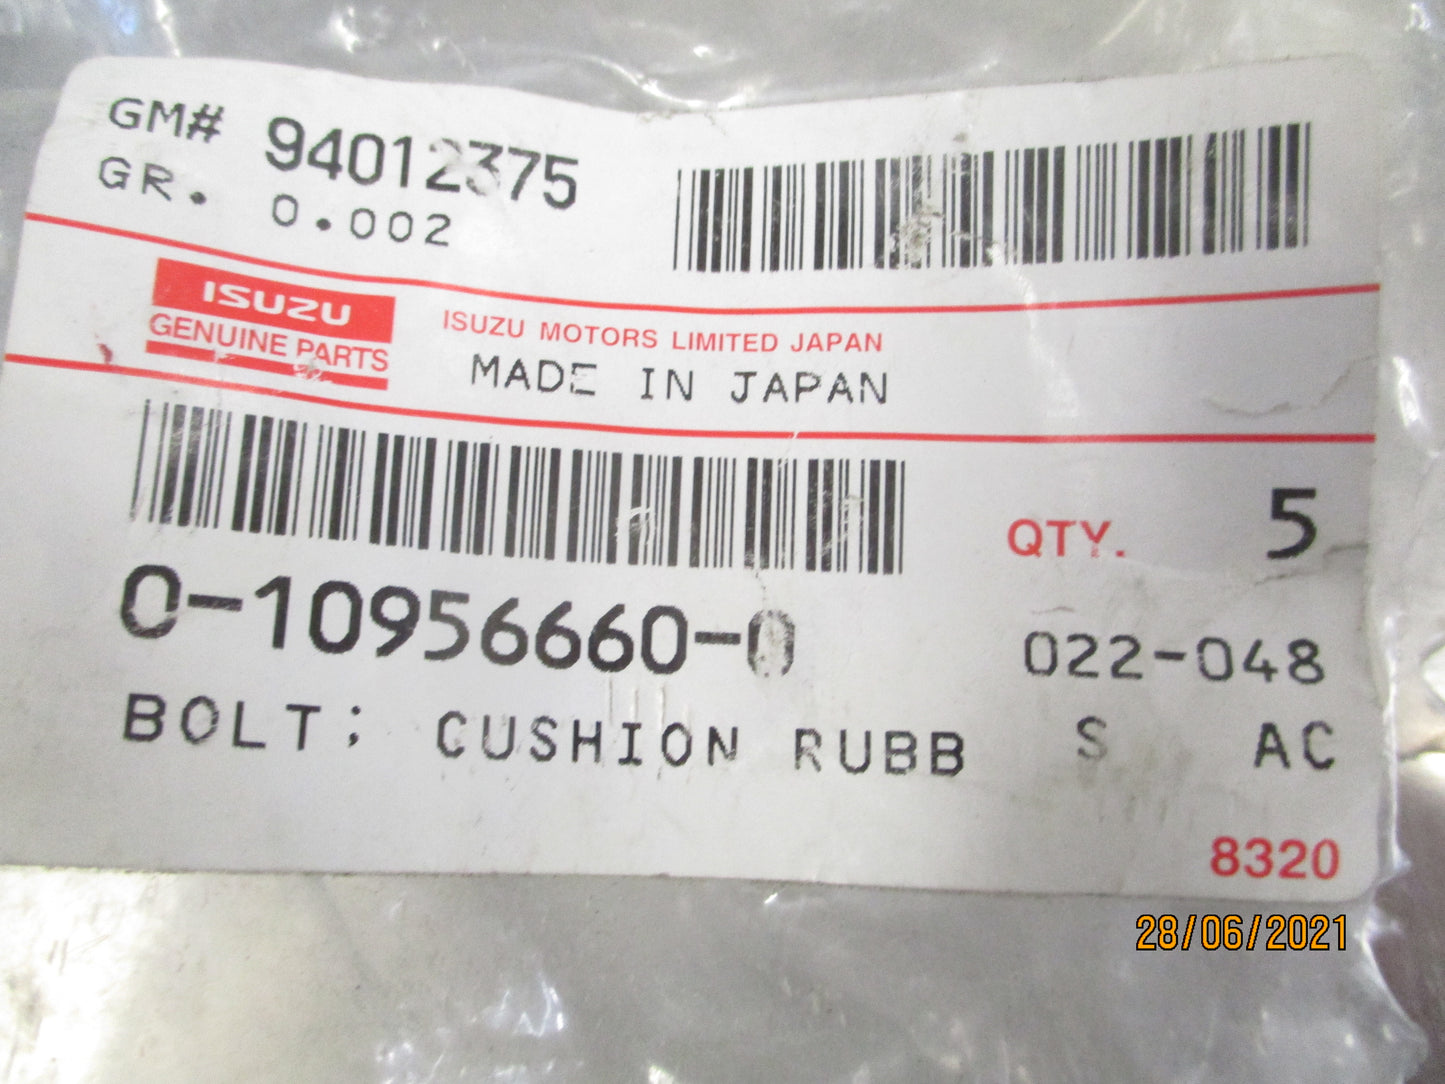 GM# 94012375
GR. 0.002
ISUZU
GENUINE PARTS
ISUZU MOTORS LIMITED JAPAN
MADE IN JAPAN
QTY. 5
0-10956660-0
022-048
BOLT; CUSHION RUBB S AC
8320
28/06/2021